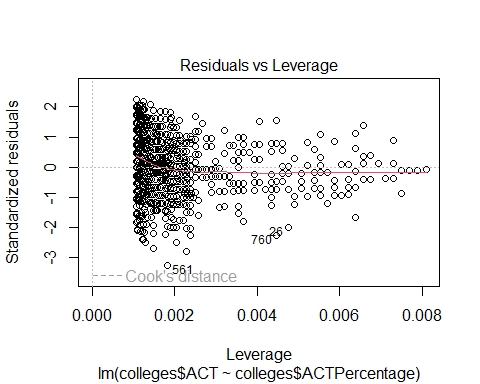 Residuals vs Leverage
Standardized residuals
2
1
0
-1
-2
-3
26
760
561
Cook's distance
0.000 0.002 0.004 0.006 0.008
Leverage
lm(colleges$ACT ~ colleges$ACTPercentage)